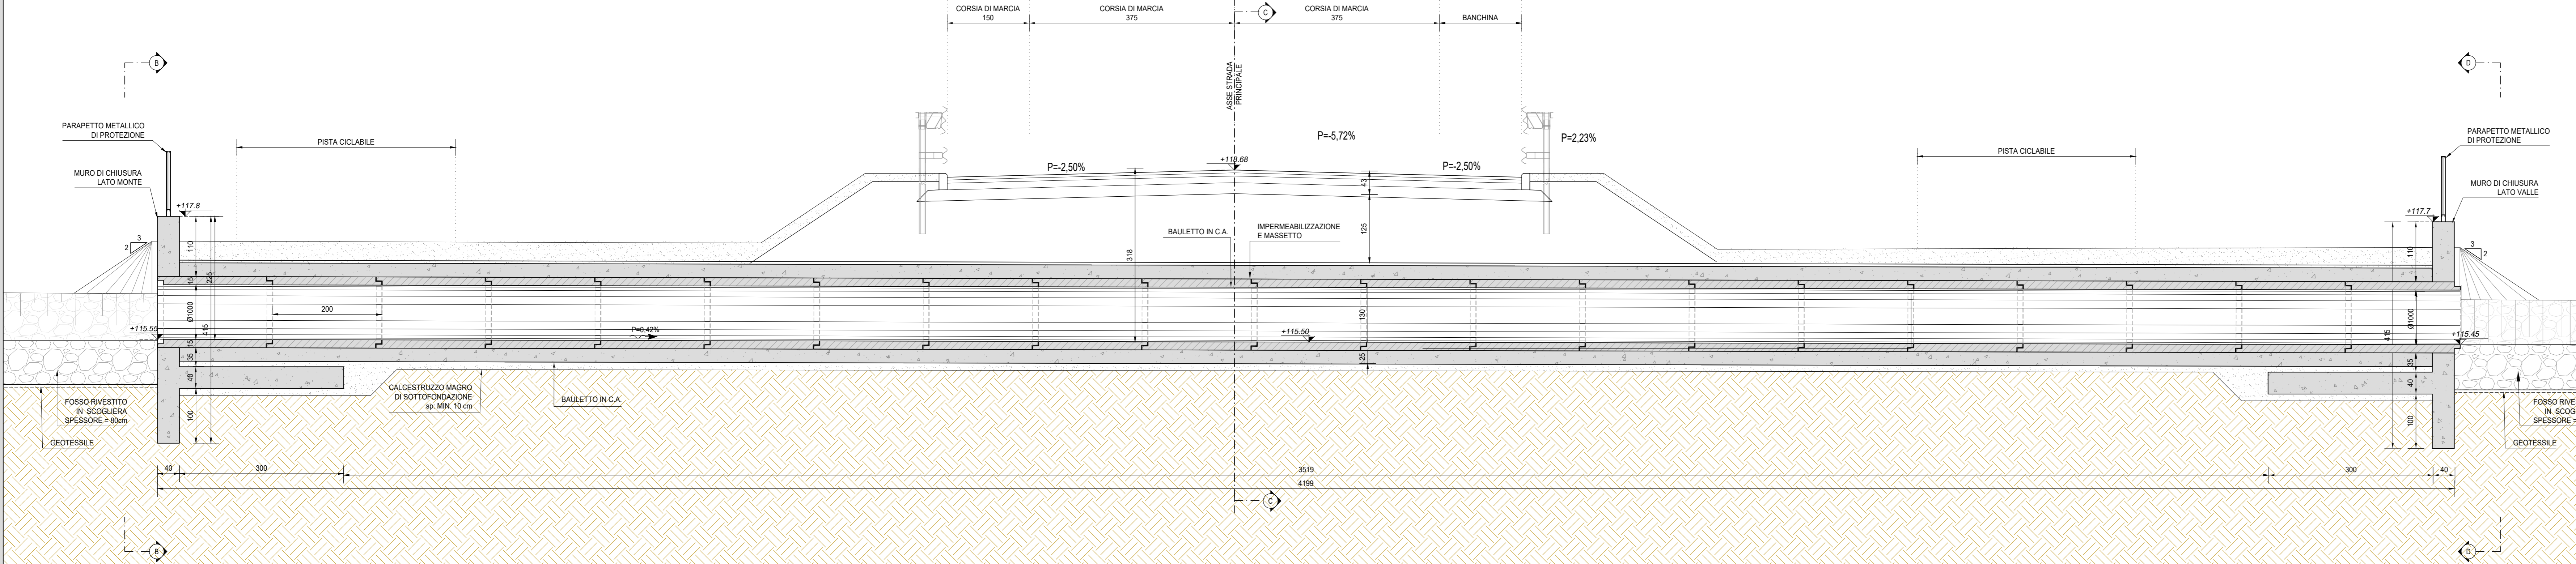 CORSIA DI MARCIA
150
CORSIA DI MARCIA
375
C
CORSIA DI MARCIA
375
BANCHINA
B
D
ASSE STRADA
PRINCIPALE
PARAPETTO METALLICO
DI PROTEZIONE
PISTA CICLABILE
P=-5,72%
P=2,23%
PISTA CICLABILE
PARAPETTO METALLICO
DI PROTEZIONE
MURO DI CHIUSURA
LATO MONTE
P=-2,50%
+118.68
P=-2,50%
43
MURO DI CHIUSURA
LATO VALLE
+117.8
+117.7
3
2
110
BAULETTO IN C.A.
IMPERMEABILIZZAZIONE
E MASSETTO
125
318
110
3
2
15
225
Ø1000
415
200
130
Ø1000
415
+115.55
P=0,42%
+115.50
+115.45
15
35
25
35
40
CALCESTRUZZO MAGRO
DI SOTTOFONDAZIONE
sp: MIN. 10 cm
BAULETTO IN C.A.
40
FOSSO RIVESTITO
IN SCOGLIERA
SPESSORE = 80cm
100
100
FOSSO RIVE
IN SCOG
SPESSORE =
GEOTESSILE
GEOTESSILE
40
300
3519
300
40
4199
C
B
D